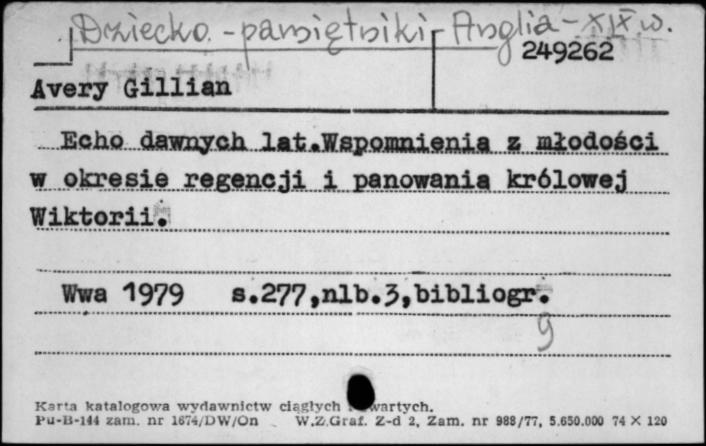 Dziecko - pamiętniki Anglia - XIX w.
249262
Avery Gillian
Echo dawnych lat.Wspomnienia z młodości
w okresie regencji i panowania królowej
Wiktorii.
Wwa 1979 s.277,nlb.3,bibliogr.
9
Karta katalogowa wydawnictw ciągłych zwartych.
Pu-B-144 zam. nr 1674/DW/On W.Z.Graf. Z-d 2, Zam. nr 988/77, 5.650.000 74 X 120